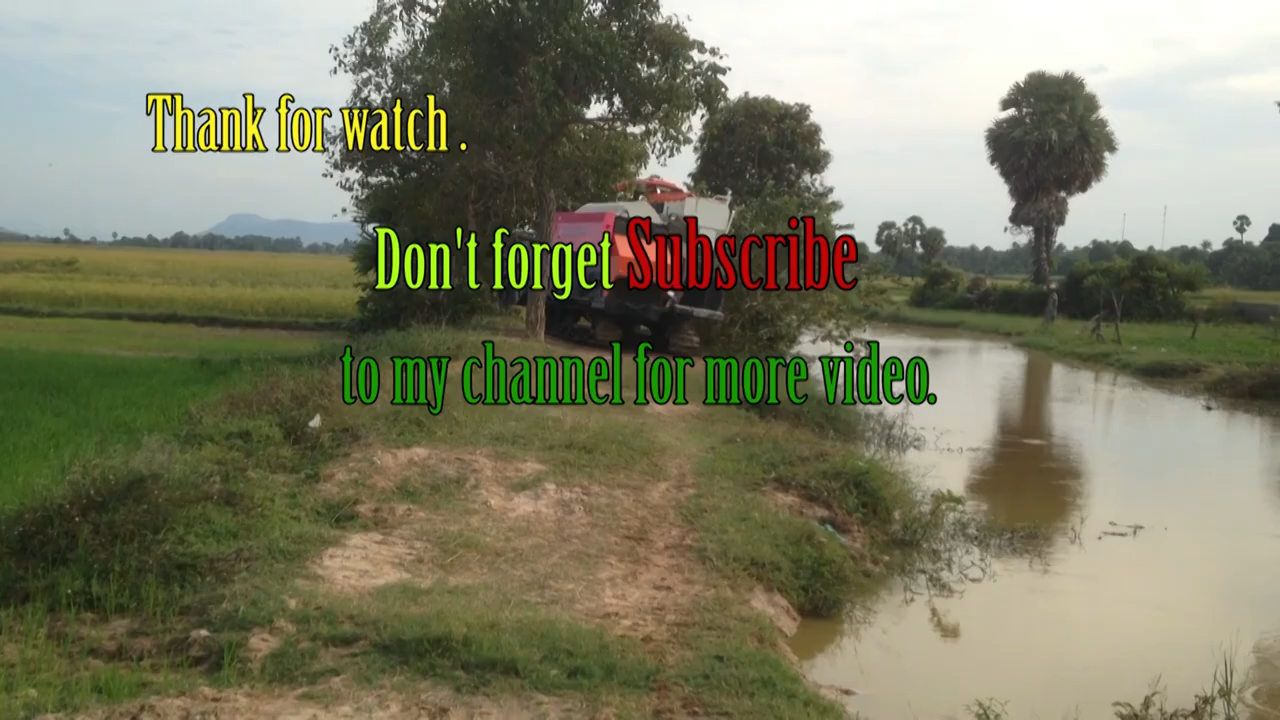 Thank for watch .
Don't forget Subscribe
to my channel for more video.